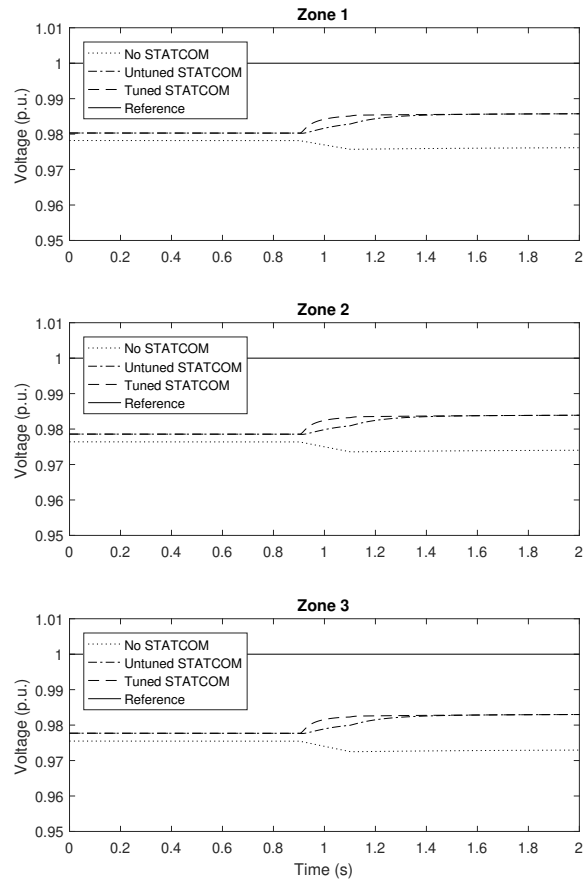 Zone 1
1.01
1
0.99
0.98
0.97
0.96
0.95
Voltage (p.u.)
No STATCOM
Untuned STATCOM
Tuned STATCOM
Reference
0 0.2 0.4 0.6 0.8 1 1.2 1.4 1.6 1.8 2
Zone 2
1.01
1
0.99
0.98
0.97
0.96
0.95
Voltage (p.u.)
No STATCOM
Untuned STATCOM
Tuned STATCOM
Reference
0 0.2 0.4 0.6 0.8 1 1.2 1.4 1.6 1.8 2
Zone 3
1.01
1
0.99
0.98
0.97
0.96
0.95
Voltage (p.u.)
No STATCOM
Untuned STATCOM
Tuned STATCOM
Reference
0 0.2 0.4 0.6 0.8 1 1.2 1.4 1.6 1.8 2
Time (s)